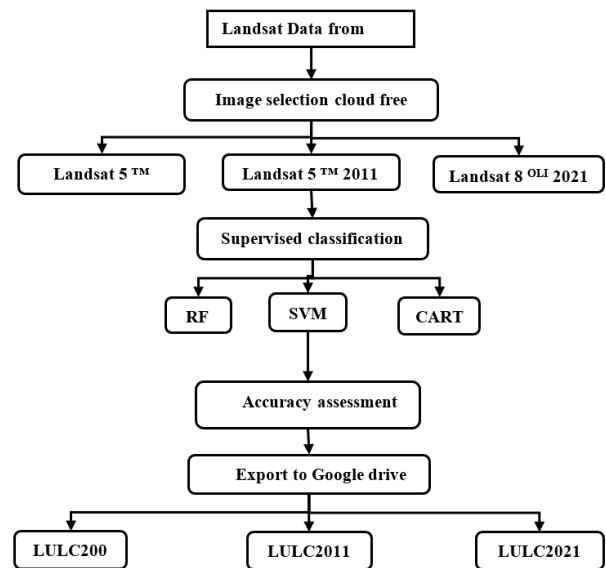 Landsat Data from
Image selection cloud free
Landsat 5 ™
Landsat 5 ™ 2011
Landsat 8 OLI 2021
Supervised classification
RF
SVM
CART
Accuracy assessment
Export to Google drive
LULC200
LULC2011
LULC2021